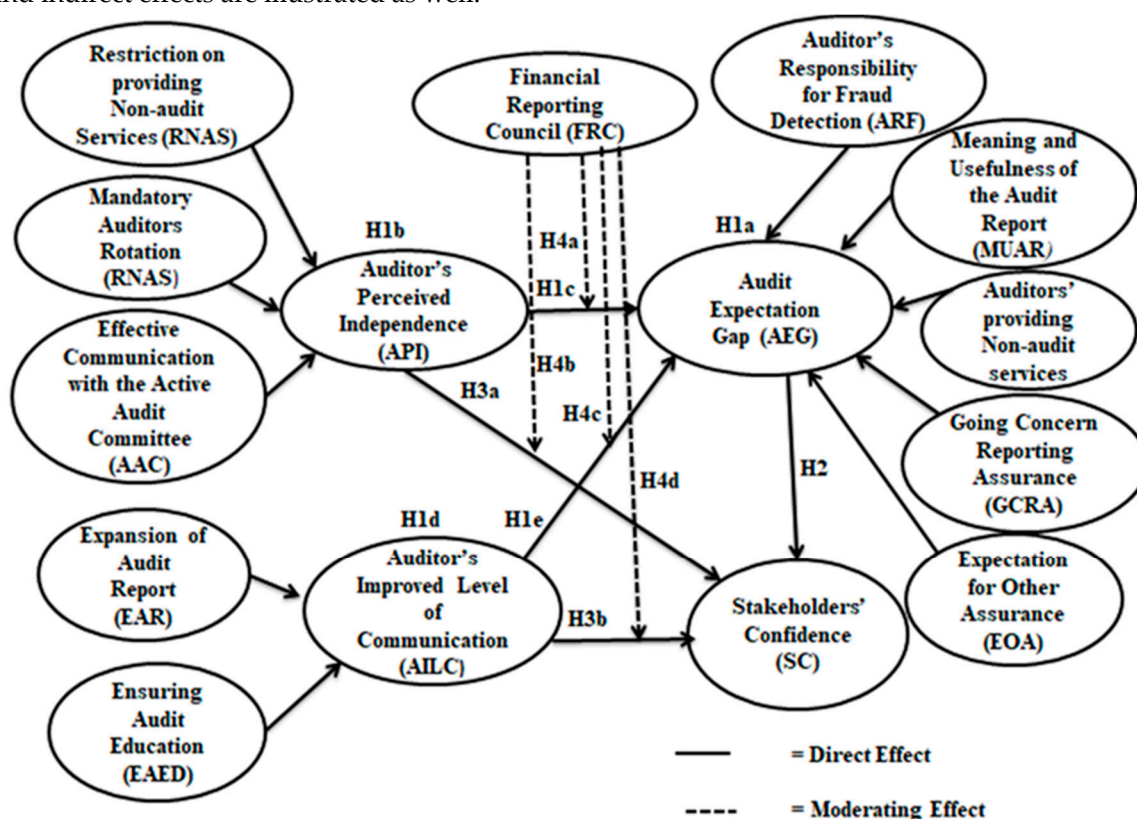 and indirect effects are illustrated as well.
Restriction on
providing
Non-audit
Services (RNAS)
Financial
Reporting
Council (FRC)
Auditor's
Responsibility
for Fraud
Detection (ARF)
Meaning and
Usefulness of
the Audit
Report
(MUAR)
Mandatory
Auditors
Rotation
(RNAS)
H1b
H4a
H1a
Auditor's
Perceived
Independence
(API)
H1c
Audit
Expectation
Gap (AEG)
Auditors'
providing
Non-audit
services
Effective
Communication
with the Active
Audit
Committee
(AAC)
H3a
H4b
H4c
H2
H4d
Going Concern
Reporting
Assurance
(GCRA)
Expansion of
Audit
Report
(EAR)
H1d
H1e
Auditor's
Improved Level
of
Communication
(AILC)
H3b
Stakeholders'
Confidence
(SC)
Expectation
for Other
Assurance
(EOA)
Ensuring
Audit
Education
(EAED)
= Direct Effect
= Moderating Effect